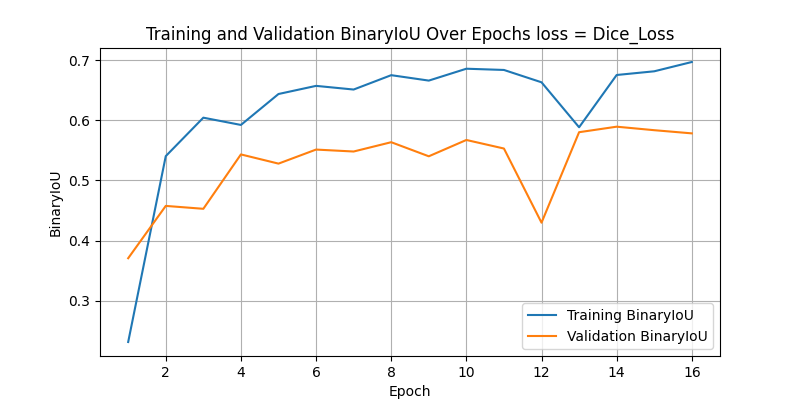 Training and Validation BinaryIoU Over Epochs loss = Dice_Loss
0.7
0.6
0.5
0.4
0.3
BinaryIoU
Training BinaryIoU
Validation BinaryIoU
2 4 6 8 10 12 14 16
Epoch